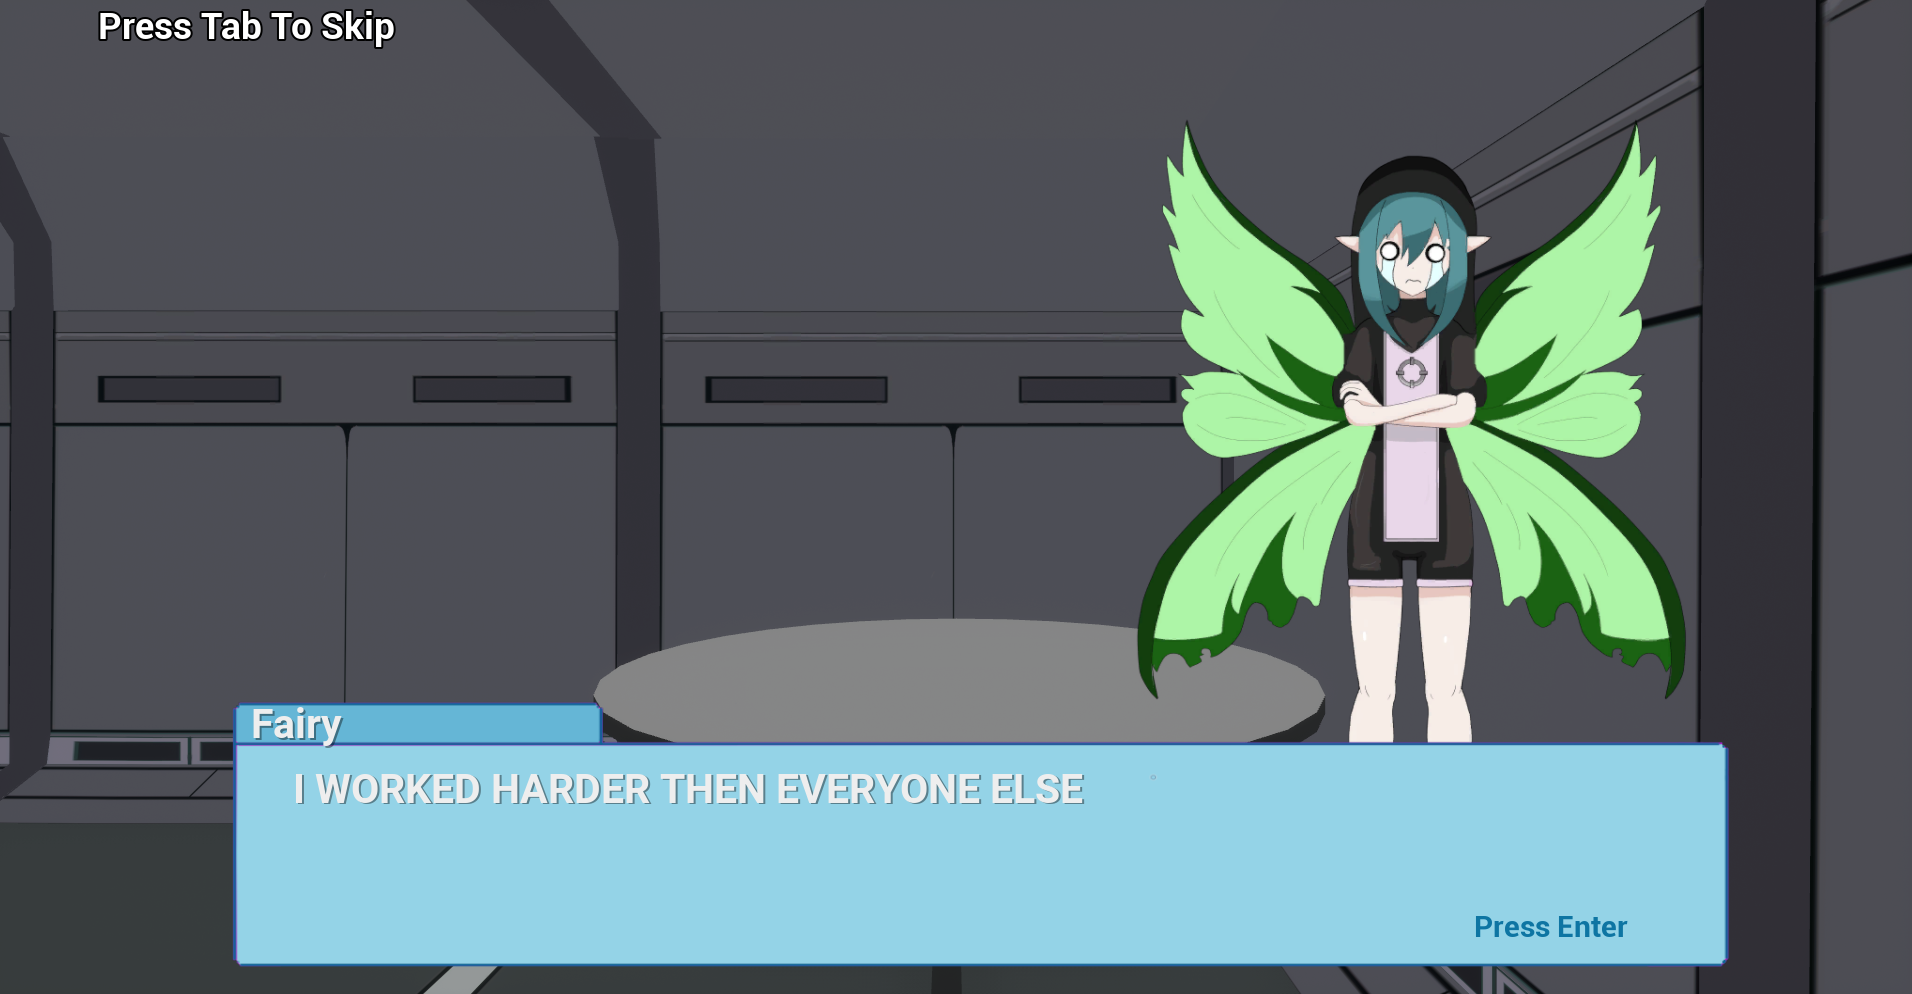 Press Tab To Skip
Fairy
I WORKED HARDER THEN EVERYONE ELSE
Press Enter